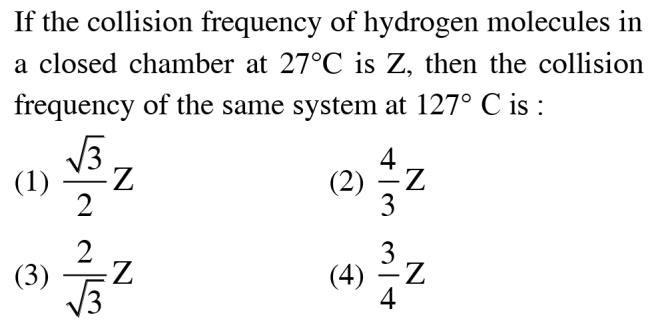 If the collision frequency of hydrogen molecules in
a closed chamber at 27°C is Z, then the collision
frequency of the same system at 127° C is :
(1) √3/2 Z (2) 4/3 Z
(3) 2/√3 Z (4) 3/4 Z